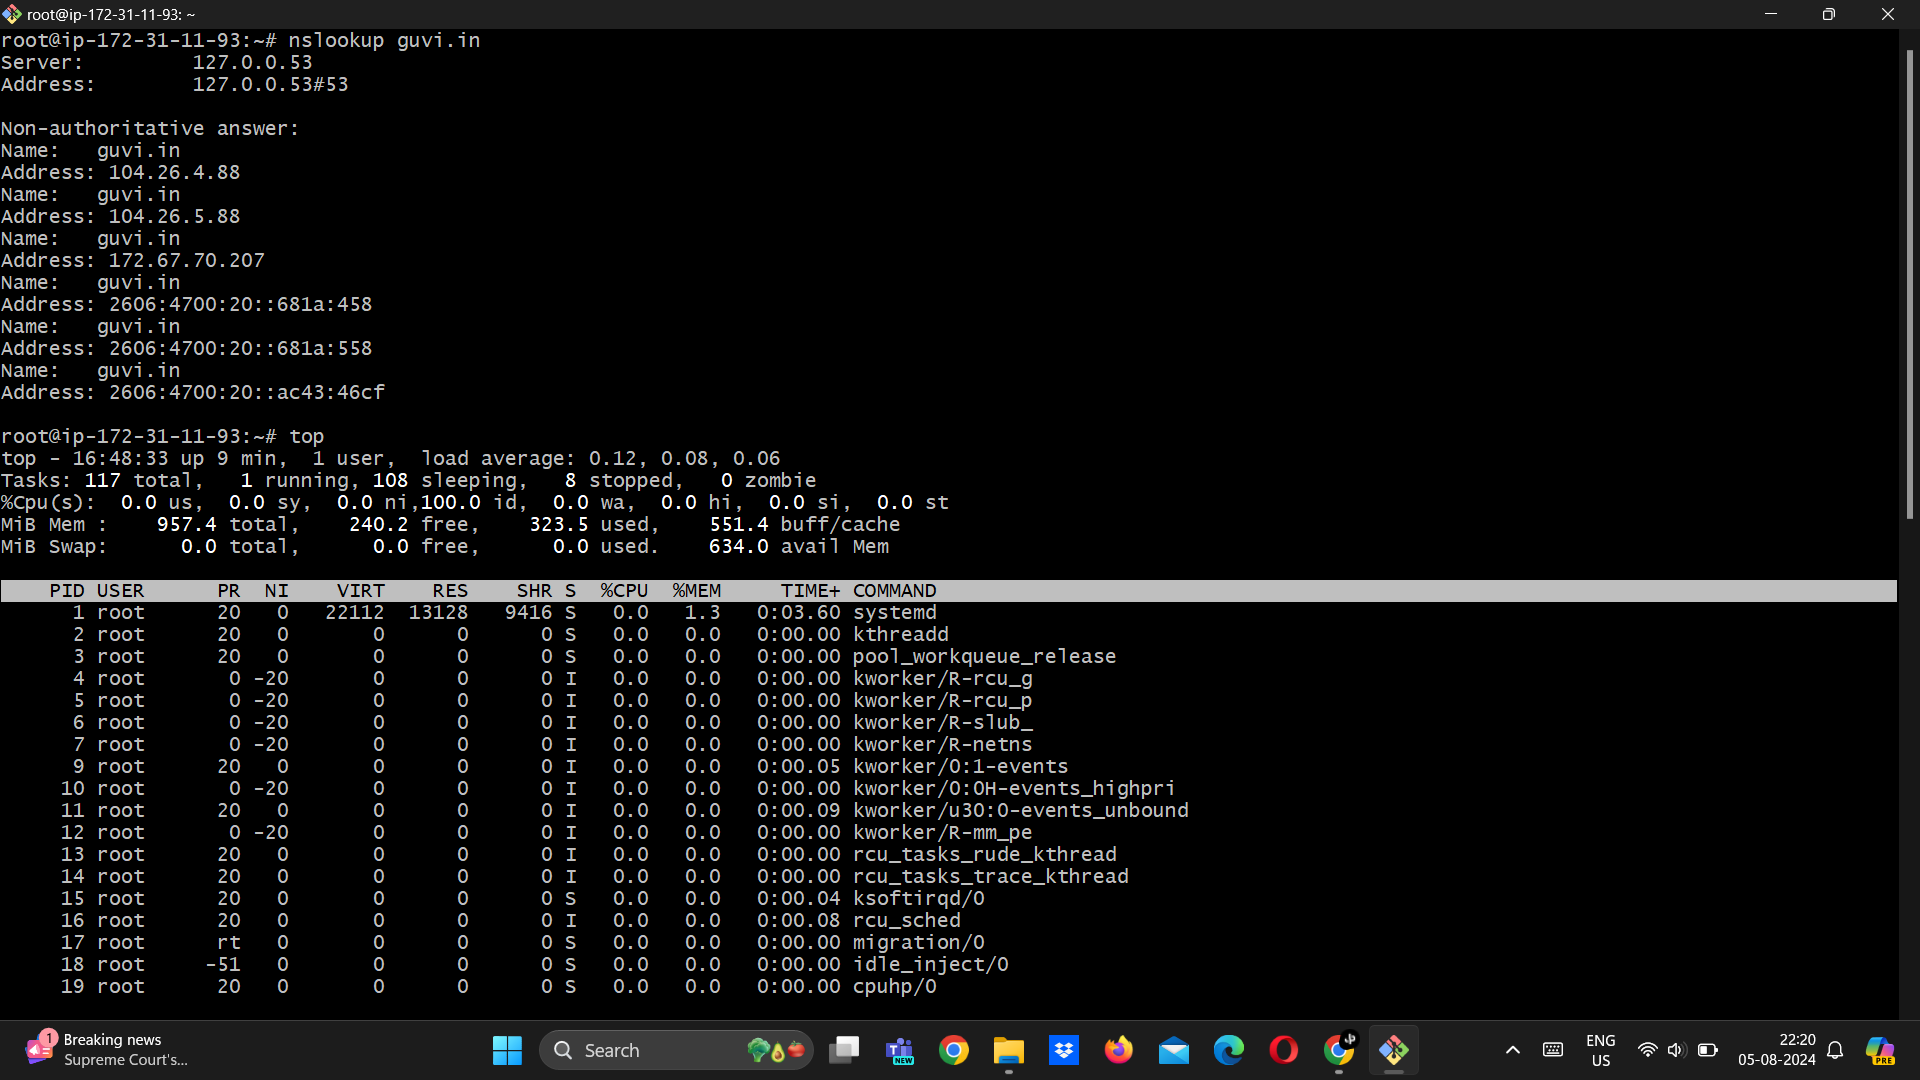 root@ip-172-31-11-93: ~
root@ip-172-31-11-93:~# nslookup guvi.in
Server:         127.0.0.53
Address:        127.0.0.53#53
Non-authoritative answer:
Name:   guvi.in
Address: 104.26.4.88
Name:   guvi.in
Address: 104.26.5.88
Name:   guvi.in
Address: 172.67.70.207
Name:   guvi.in
Address: 2606:4700:20::681a:458
Name:   guvi.in
Address: 2606:4700:20::681a:558
Name:   guvi.in
Address: 2606:4700:20::ac43:46cf
root@ip-172-31-11-93:~# top
top - 16:48:33 up 9 min,  1 user,  load average: 0.12, 0.08, 0.06
Tasks: 117 total,   1 running, 108 sleeping,   8 stopped,   0 zombie
%Cpu(s):  0.0 us,  0.0 sy,  0.0 ni,100.0 id,  0.0 wa,  0.0 hi,  0.0 si,  0.0 st
MiB Mem :    957.4 total,    240.2 free,    323.5 used,    551.4 buff/cache
MiB Swap:      0.0 total,      0.0 free,      0.0 used.    634.0 avail Mem
PID USER      PR  NI    VIRT    RES    SHR S  %CPU  %MEM     TIME+ COMMAND
1 root      20   0   22112  13128   9416 S   0.0   1.3   0:03.60 systemd
2 root      20   0       0      0      0 S   0.0   0.0   0:00.00 kthreadd
3 root      20   0       0      0      0 S   0.0   0.0   0:00.00 pool_workqueue_release
4 root       0 -20       0      0      0 I   0.0   0.0   0:00.00 kworker/R-rcu_g
5 root       0 -20       0      0      0 I   0.0   0.0   0:00.00 kworker/R-rcu_p
6 root       0 -20       0      0      0 I   0.0   0.0   0:00.00 kworker/R-slub_
7 root       0 -20       0      0      0 I   0.0   0.0   0:00.00 kworker/R-netns
9 root      20   0       0      0      0 I   0.0   0.0   0:00.05 kworker/0:1-events
10 root       0 -20       0      0      0 I   0.0   0.0   0:00.00 kworker/0:0H-events_highpri
11 root      20   0       0      0      0 I   0.0   0.0   0:00.09 kworker/u30:0-events_unbound
12 root       0 -20       0      0      0 I   0.0   0.0   0:00.00 kworker/R-mm_pe
13 root      20   0       0      0      0 I   0.0   0.0   0:00.00 rcu_tasks_rude_kthread
14 root      20   0       0      0      0 I   0.0   0.0   0:00.00 rcu_tasks_trace_kthread
15 root      20   0       0      0      0 S   0.0   0.0   0:00.04 ksoftirqd/0
16 root      20   0       0      0      0 I   0.0   0.0   0:00.08 rcu_sched
17 root      rt   0       0      0      0 S   0.0   0.0   0:00.00 migration/0
18 root     -51   0       0      0      0 S   0.0   0.0   0:00.00 idle_inject/0
19 root      20   0       0      0      0 S   0.0   0.0   0:00.00 cpuhp/0
1
Breaking news
Supreme Court's...
Search
NEW
ENG
US
22:20
05-08-2024
PRE